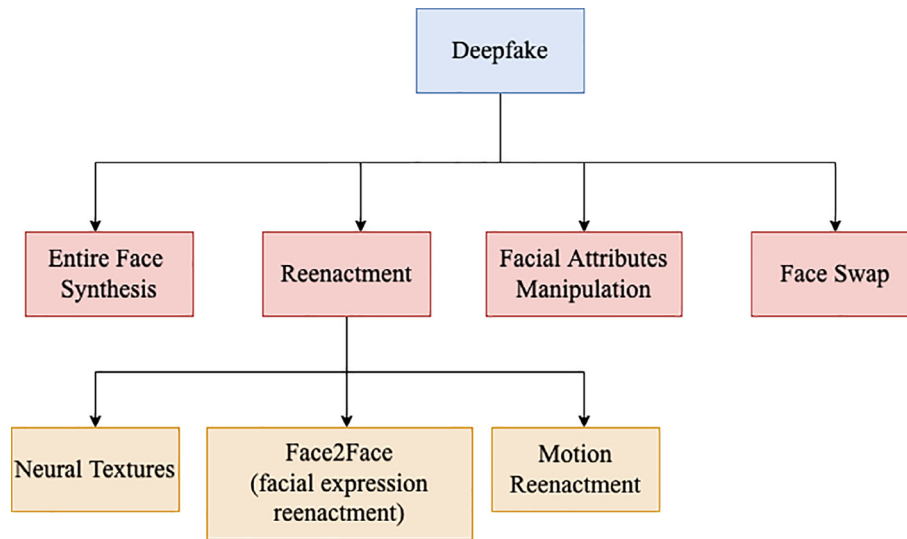 Deepfake
Entire Face
Synthesis
Reenactment
Facial Attributes
Manipulation
Face Swap
Neural Textures
Face2Face
(facial expression
reenactment)
Motion
Reenactment